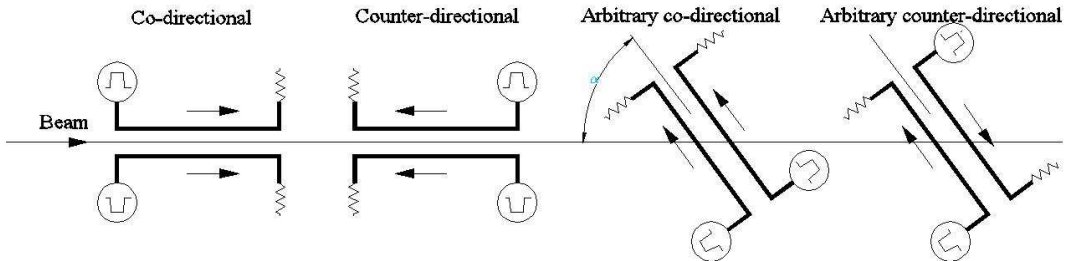 Co-directional
Counter-directional
Arbitrary co-directional
Arbitrary counter-directional
α
Beam